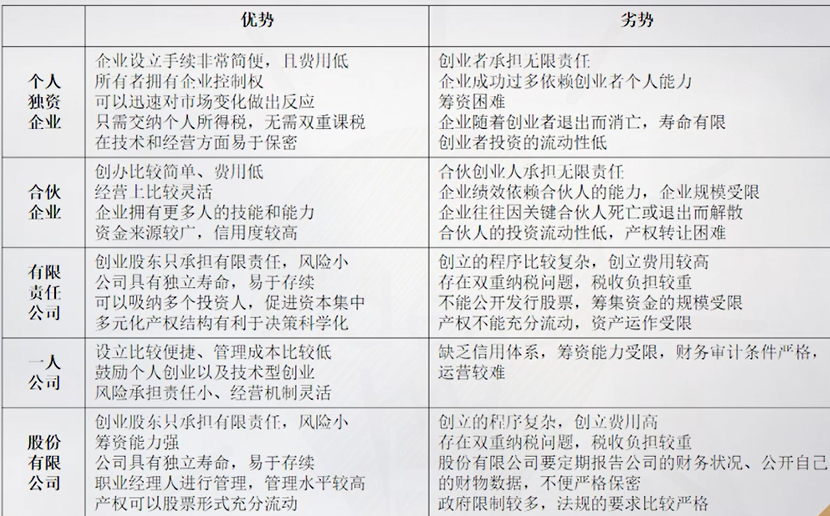 优势
劣势
个人
独资
企业
企业设立手续非常简便，且费用低
所有者拥有企业控制权
可以迅速对市场变化做出反应
只需交纳个人所得税，无需双重课税
在技术和经营方面易于保密
创业者承担无限责任
企业成功过多依赖创业者个人能力
筹资困难
企业随着创业者退出而消亡，寿命有限
创业者投资的流动性低
合伙
企业
创办比较简单、费用低
经营上比较灵活
企业拥有更多人的技能和能力
资金来源较广，信用度较高
合伙创业人承担无限责任
企业绩效依赖合伙人的能力，企业规模受限
企业往往因关键合伙人死亡或退出而解散
合伙人的投资流动性低，产权转让困难
有限
责任
公司
创业股东只承担有限责任，风险小
公司具有独立寿命，易于存续
可以吸纳多个投资人，促进资本集中
多元化产权结构有利于决策科学化
创立的程序比较复杂，创立费用较高
存在双重纳税问题，税收负担较重
不能公开发行股票，筹集资金的规模受限
产权不能充分流动，资产运作受限
一人
公司
设立比较便捷、管理成本比较低
鼓励个人创业以及技术型创业
风险承担责任小、经营机制灵活
缺乏信用体系，筹资能力受限，财务审计条件严格，
运营较难
股份
有限
公司
创业股东只承担有限责任，风险小
筹资能力强
公司具有独立寿命，易于存续
职业经理人进行管理，管理水平较高
产权可以股票形式充分流动
创立的程序复杂，创立费用高
存在双重纳税问题，税收负担较重
股份有限公司要定期报告公司的财务状况、公开自己
的财物数据，不便严格保密
政府限制较多，法规的要求比较严格